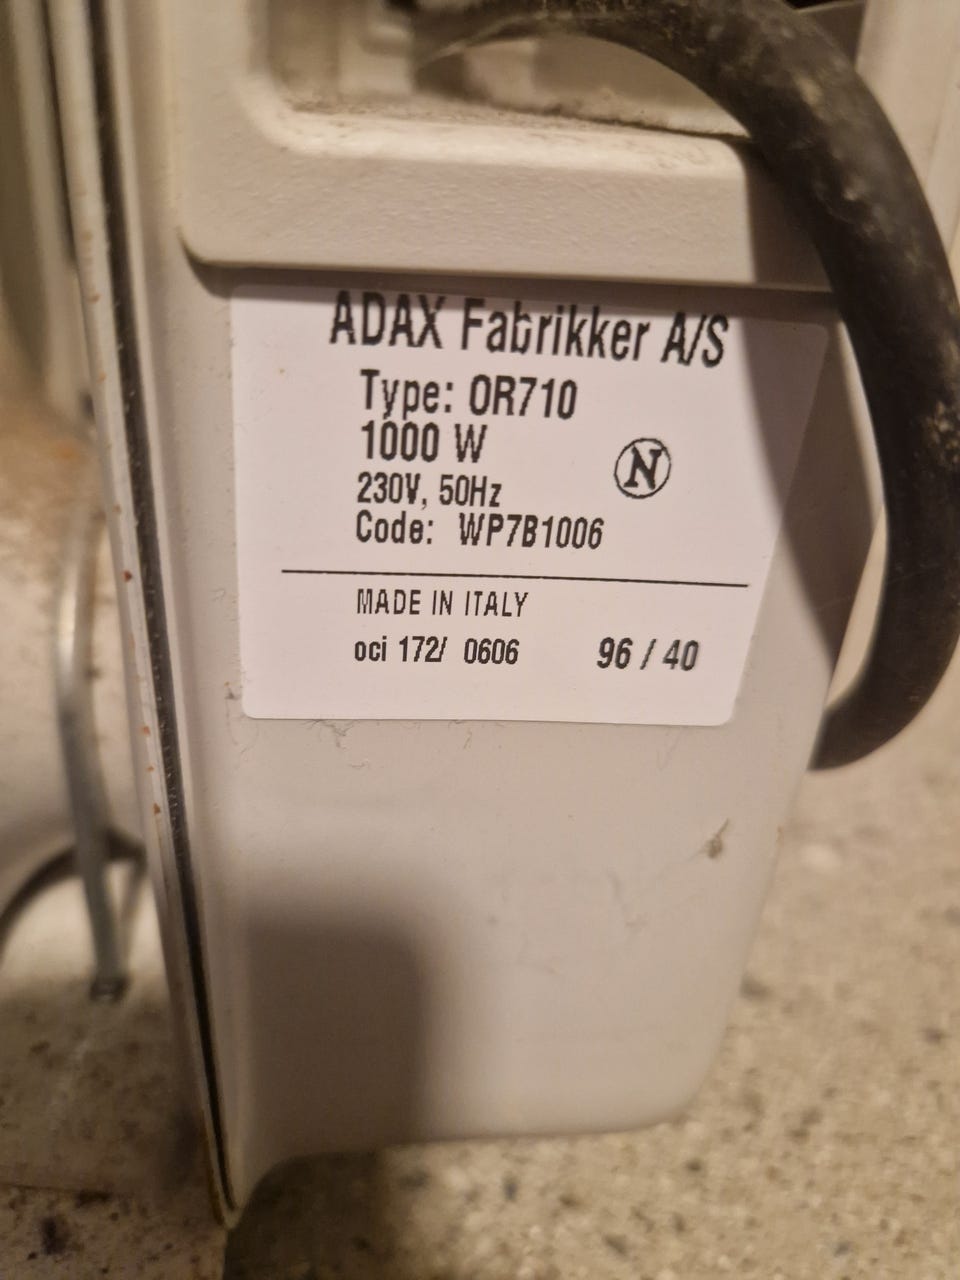 ADAX Fabrikker A/S
Type: OR710
1000 W
N
230V, 50Hz
Code: WP7B1006
MADE IN ITALY
oci 172/ 0606 96 / 40